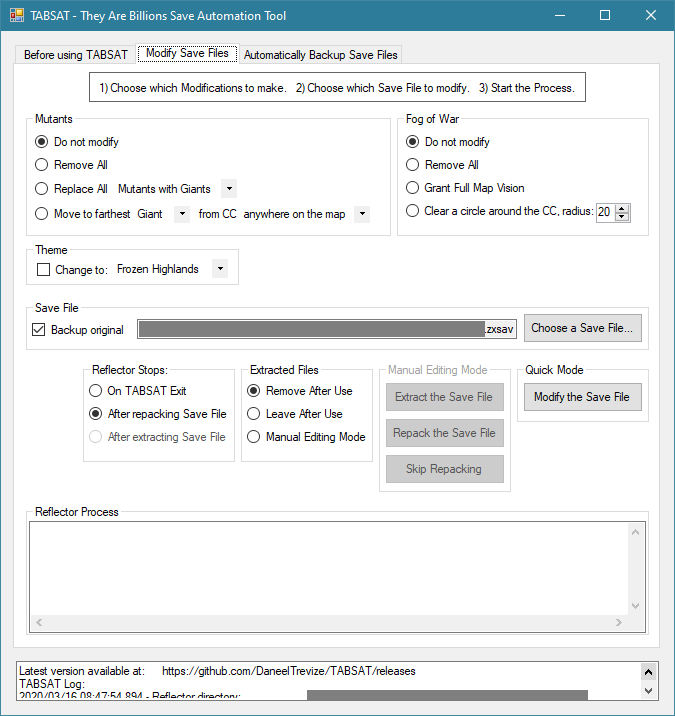 TABSAT - They Are Billions Save Automation Tool
Before using TABSAT Modify Save Files Automatically Backup Save Files
1) Choose which Modifications to make. 2) Choose which Save File to modify. 3) Start the Process.
Mutants
Do not modify
Remove All
Replace All Mutants with Giants
Move to farthest Giant from CC anywhere on the map
Fog of War
Do not modify
Remove All
Grant Full Map Vision
Clear a circle around the CC, radius: 20
Theme
Change to: Frozen Highlands
Save File
Backup original .zxsav Choose a Save File...
Reflector Stops:
On TABSAT Exit
After repacking Save File
After extracting Save File
Extracted Files
Remove After Use
Leave After Use
Manual Editing Mode
Manual Editing Mode
Extract the Save File
Repack the Save File
Skip Repacking
Quick Mode
Modify the Save File
Reflector Process
Latest version available at: https://github.com/DaneelTrevize/TABSAT/releases
TABSAT Log:
2020/03/16 08:47:54.894 - Reflector directory: